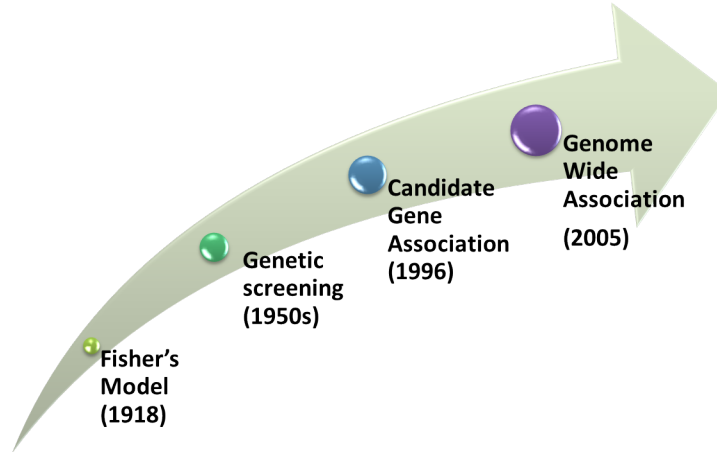 Fisher’s
Model
(1918)
Genetic
screening
(1950s)
Candidate
Gene
Association
(1996)
Genome
Wide
Association
(2005)